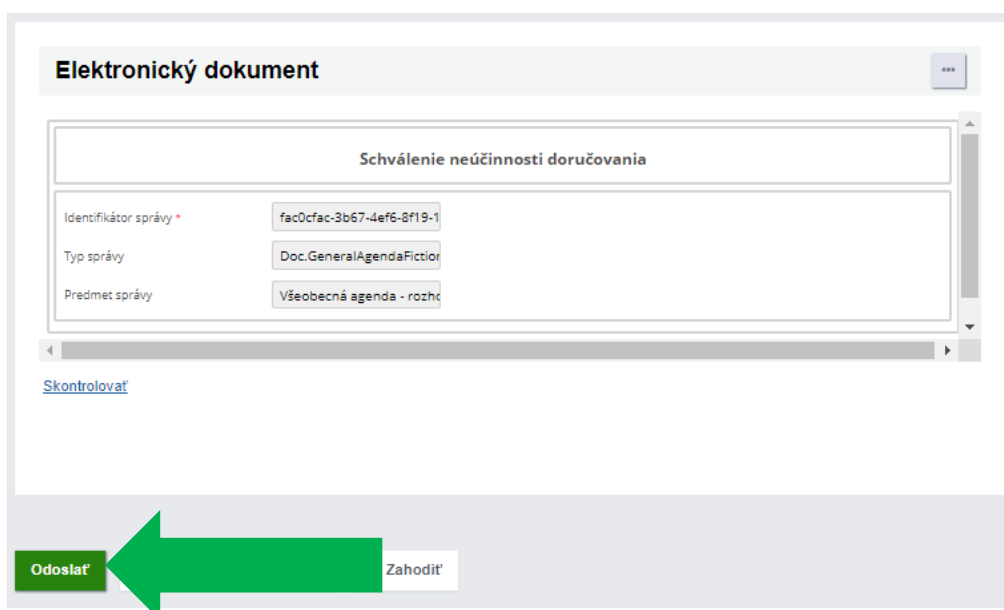 Elektronický dokument
Schválenie neúčinnosti doručovania
Identifikátor správy * fac0cfac-3b67-4ef6-8f19-1
Typ správy Doc.GeneralAgendaFiction
Predmet správy Všeobecná agenda - rozho
Skontrolovať
Odoslať Zahodiť